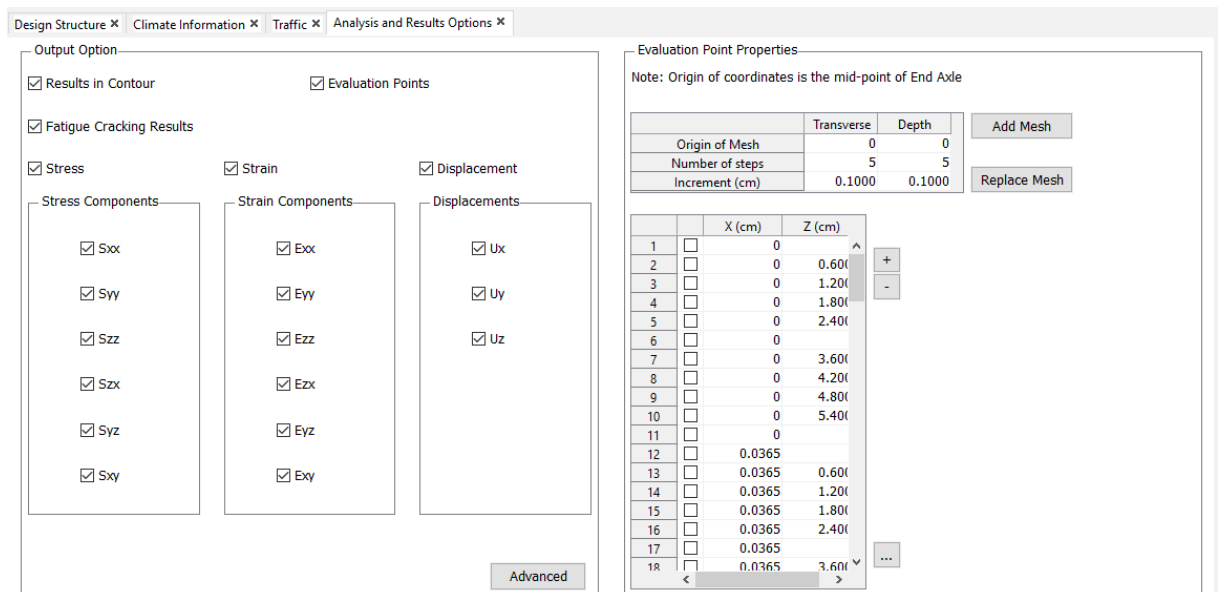 Design Structure × Climate Information × Traffic × Analysis and Results Options ×
Output Option
Results in Contour Evaluation Points
Fatigue Cracking Results
Stress Strain Displacement
Stress Components Strain Components Displacements
Sxx Exx Ux
Syy Eyy Uy
Szz Ezz Uz
Szx Ezx
Syz Eyz
Sxy Exy
Advanced
Evaluation Point Properties
Note: Origin of coordinates is the mid-point of End Axle
Transverse Depth Add Mesh
Origin of Mesh 0 0
Number of steps 5 5
Increment (cm) 0.1000 0.1000 Replace Mesh
X (cm) Z (cm)
1 0
2 0 0.600 +
3 0 1.200 -
4 0 1.800
5 0 2.400
6 0
7 0 3.600
8 0 4.200
9 0 4.800
10 0 5.400
11 0
12 0.0365
13 0.0365 0.600
14 0.0365 1.200
15 0.0365 1.800
16 0.0365 2.400
17 0.0365 ...
18 0.0365 3.600